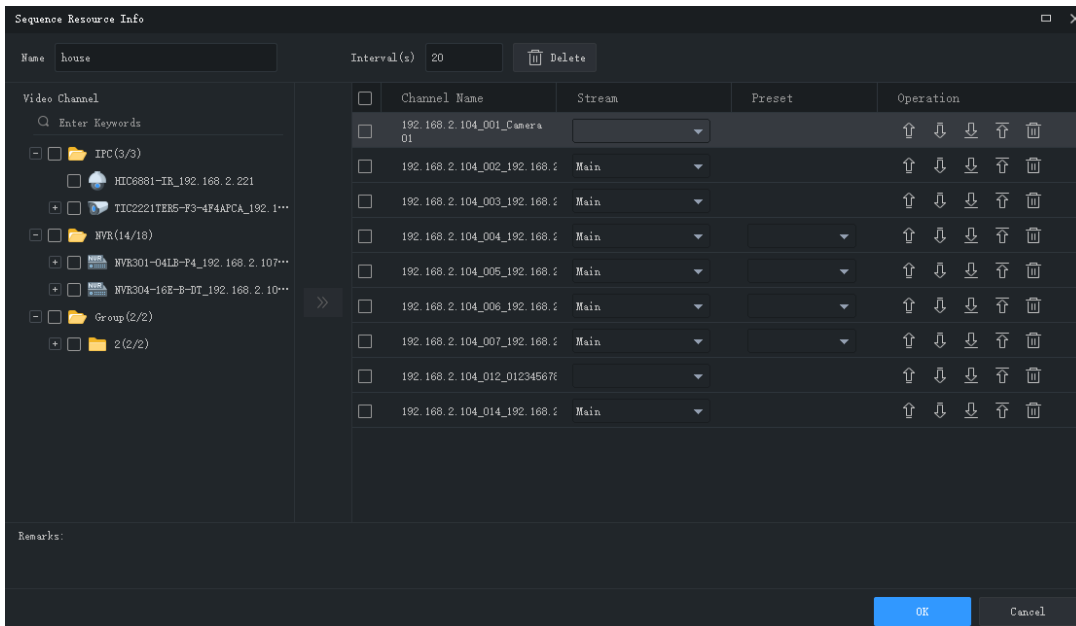 Sequence Resource Info
Name house Interval(s) 20 Delete
Video Channel
Enter Keywords
IPC(3/3)
HIC6881-IR_192.168.2.221
TIC2221TER5-F3-4F4APCA_192.1···
NVR(14/18)
NVR301-04LB-P4_192.168.2.107···
NVR304-16E-B-DT_192.168.2.10···
Group(2/2)
2(2/2)
Channel Name Stream Preset Operation
192.168.2.104_001_Camera
01
192.168.2.104_002_192.168.2 Main
192.168.2.104_003_192.168.2 Main
192.168.2.104_004_192.168.2 Main
192.168.2.104_005_192.168.2 Main
192.168.2.104_006_192.168.2 Main
192.168.2.104_007_192.168.2 Main
192.168.2.104_012_012345678
192.168.2.104_014_192.168.2 Main
Remarks:
OK Cancel